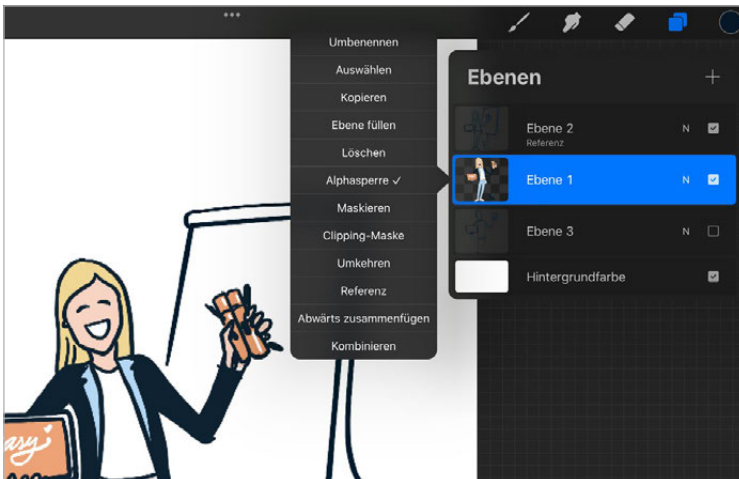 Umbenennen
Auswählen
Kopieren
Ebene füllen
Löschen
Alphasperre ✓
Maskieren
Clipping-Maske
Umkehren
Referenz
Abwärts zusammenfügen
Kombinieren
Ebenen
Ebene 2 N
Referenz
Ebene 1 N
Ebene 3 N
Hintergrundfarbe
easy